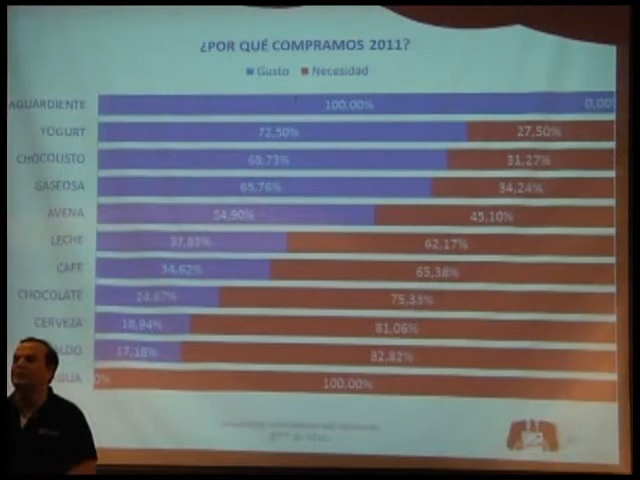 ¿POR QUÉ COMPRAMOS 2011?
Gusto Necesidad
AGUARDIENTE 100,00% 0,00
YOGURT 72,50% 27,50%
CHOCOLISTO 68,73% 31,27%
GASEOSA 65,76% 34,24%
AVENA 54,90% 45,10%
LECHE 37,83% 62,17%
CAFE 34,62% 65,38%
CHOCOLATE 24,67% 75,33%
CERVEZA 18,94% 81,06%
LDO 17,18% 82,82%
GUA 0% 100,00%